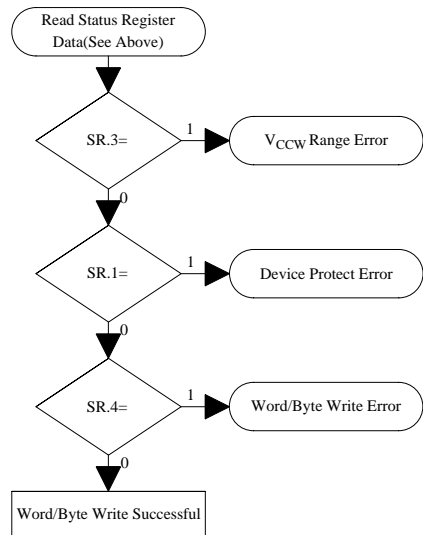 Read Status Register
Data(See Above)
SR.3=
1
VCCW Range Error
0
SR.1=
1
Device Protect Error
0
SR.4=
1
Word/Byte Write Error
0
Word/Byte Write Successful